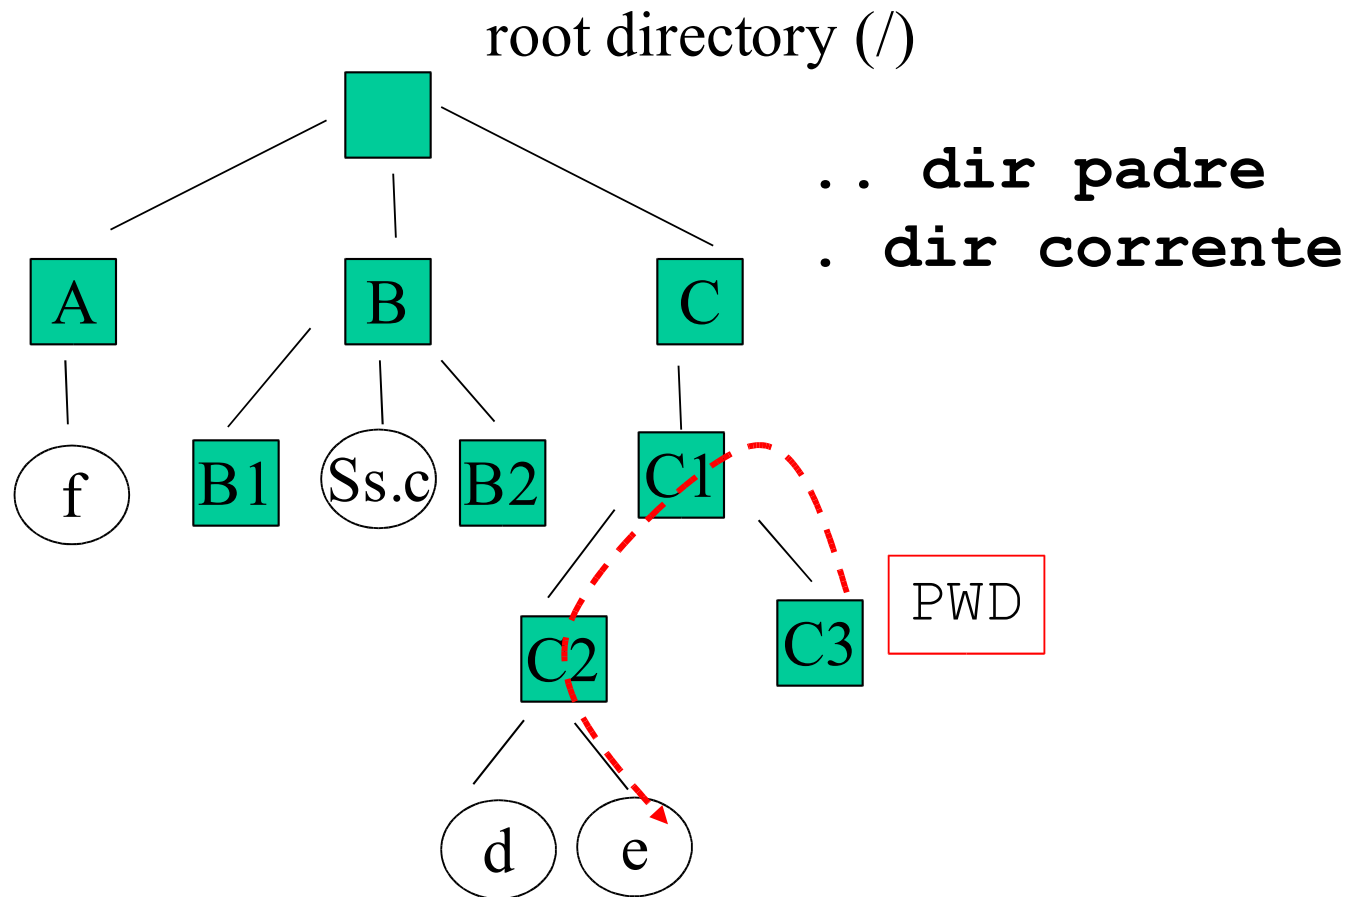 root directory (/)
.. dir padre
. dir corrente
A
B
C
f
B1
Ss.c
B2
C1
PWD
C2
C3
d
e